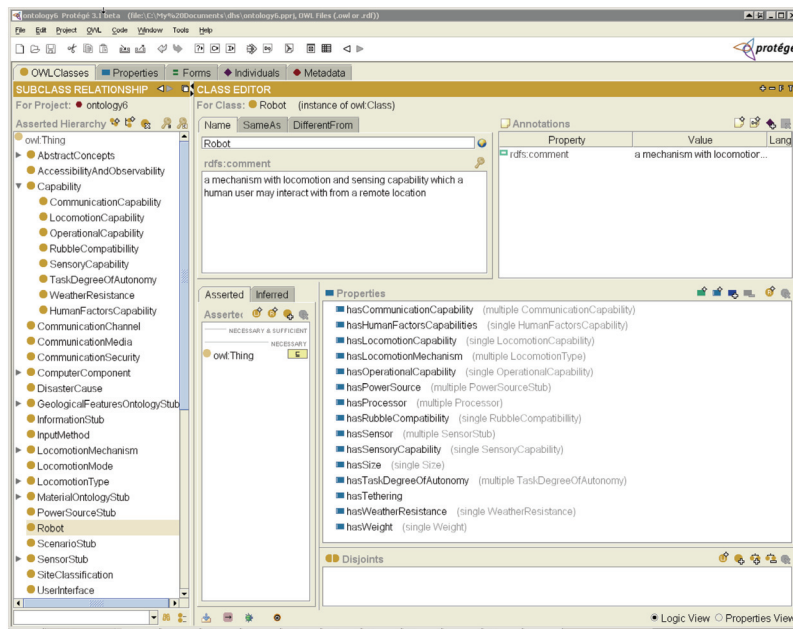 ontology6 Protégé 3.1 beta (file:\C:\My%20Documents\dhs\ontology6.pprj, OWL Files (.owl or .rdf))
File Edit Project OWL Code Window Tools Help
protégé
OWLClasses Properties Forms Individuals Metadata
SUBCLASS RELATIONSHIP
For Project: ontology6
Asserted Hierarchy
owl:Thing
AbstractConcepts
AccessibilityAndObservability
Capability
CommunicationCapability
LocomotionCapability
OperationalCapability
RubbleCompatibillity
SensoryCapability
TaskDegreeOfAutonomy
WeatherResistance
HumanFactorsCapability
CommunicationChannel
CommunicationMedia
CommunicationSecurity
ComputerComponent
DisasterCause
GeologicalFeaturesOntologyStub
InformationStub
InputMethod
LocomotionMechanism
LocomotionMode
LocomotionType
MaterialOntologyStub
PowerSourceStub
Robot
ScenarioStub
SensorStub
SiteClassification
UserInterface
CLASS EDITOR
For Class: Robot (instance of owl:Class)
Name SameAs DifferentFrom
Robot
rdfs:comment
a mechanism with locomotion and sensing capability which a
human user may interact with from a remote location
Annotations
Property Value Lang
rdfs:comment a mechanism with locomotior...
Asserted Inferred
Asserted
NECESSARY & SUFFICIENT
NECESSARY
owl:Thing
Properties
hasCommunicationCapability (multiple CommunicationCapability)
hasHumanFactorsCapabilities (single HumanFactorsCapability)
hasLocomotionCapability (single LocomotionCapability)
hasLocomotionMechanism (multiple LocomotionType)
hasOperationalCapability (single OperationalCapability)
hasPowerSource (multiple PowerSourceStub)
hasProcessor (multiple Processor)
hasRubbleCompatibility (single RubbleCompatibillity)
hasSensor (multiple SensorStub)
hasSensoryCapability (single SensoryCapability)
hasSize (single Size)
hasTaskDegreeOfAutonomy (multiple TaskDegreeOfAutonomy)
hasTethering
hasWeatherResistance (single WeatherResistance)
hasWeight (single Weight)
Disjoints
Logic View Properties View